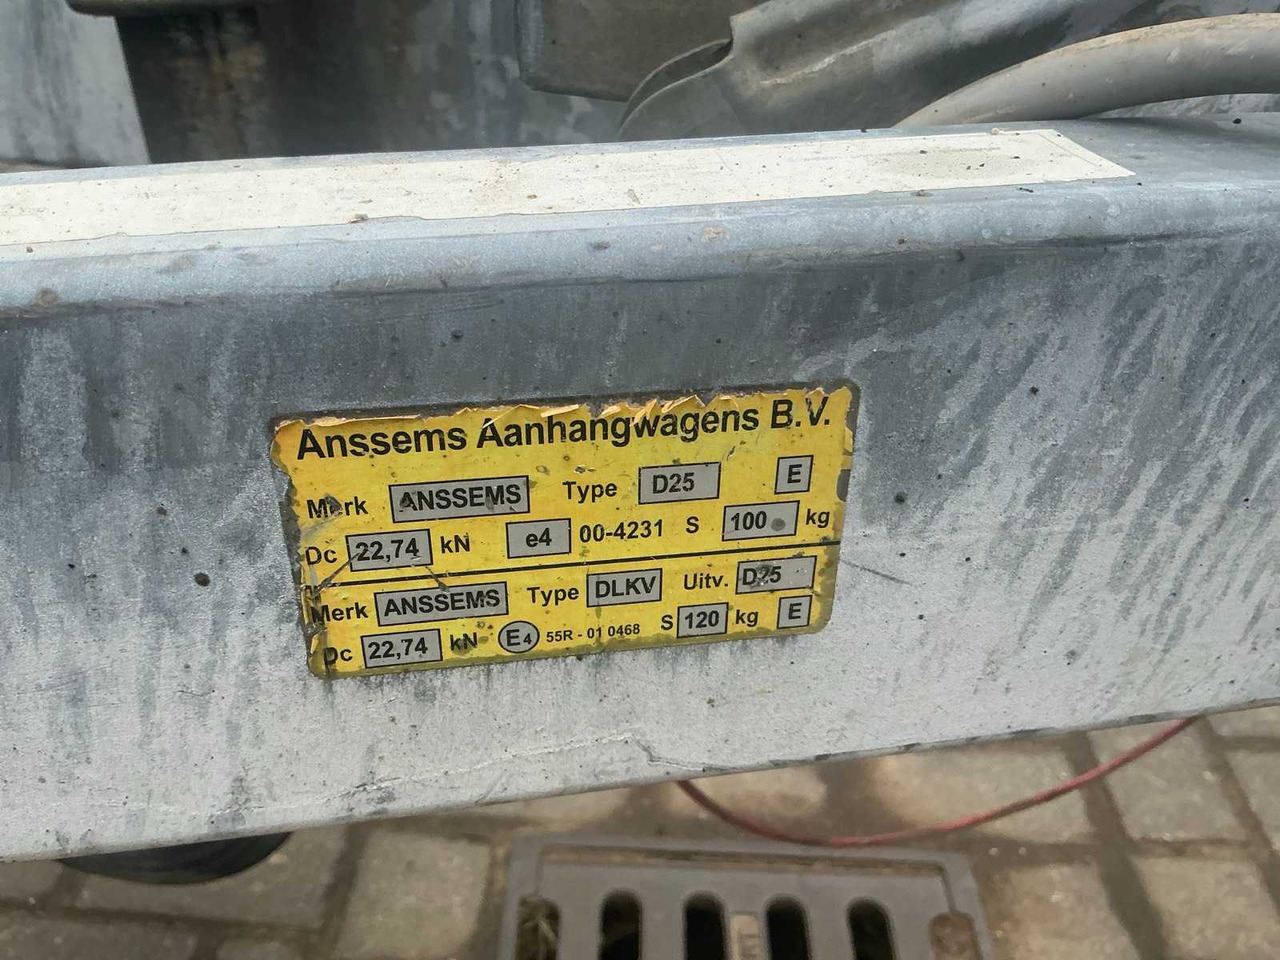 Anssems Aanhangwagens B.V.
Merk ANSSEMS Type D25 E
Dc 22,74 kN e4 00-4231 S 100 kg
Merk ANSSEMS Type DLKV Uitv. D25
Dc 22,74 kN E4 55R - 01 0468 S 120 kg E